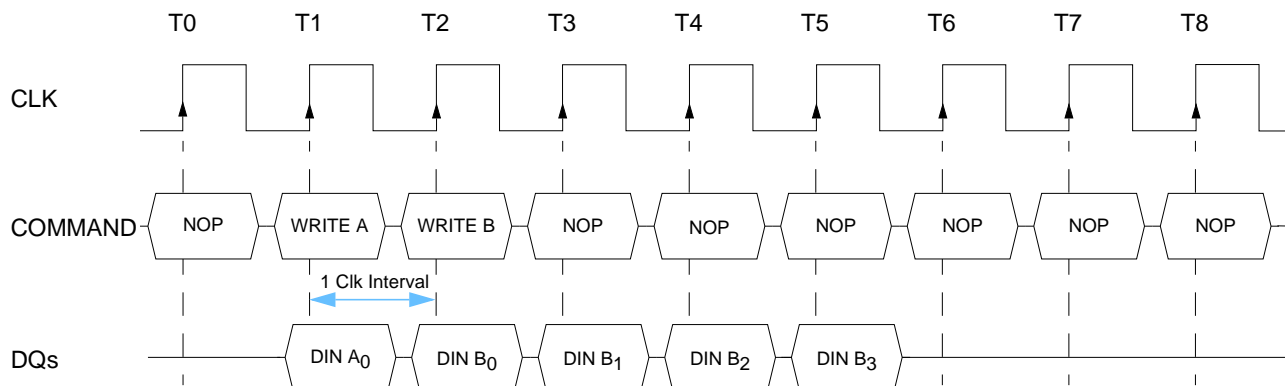 T0 T1 T2 T3 T4 T5 T6 T7 T8
CLK
COMMAND NOP WRITE A WRITE B NOP NOP NOP NOP NOP NOP
1 Clk Interval
DQs DIN A0 DIN B0 DIN B1 DIN B2 DIN B3